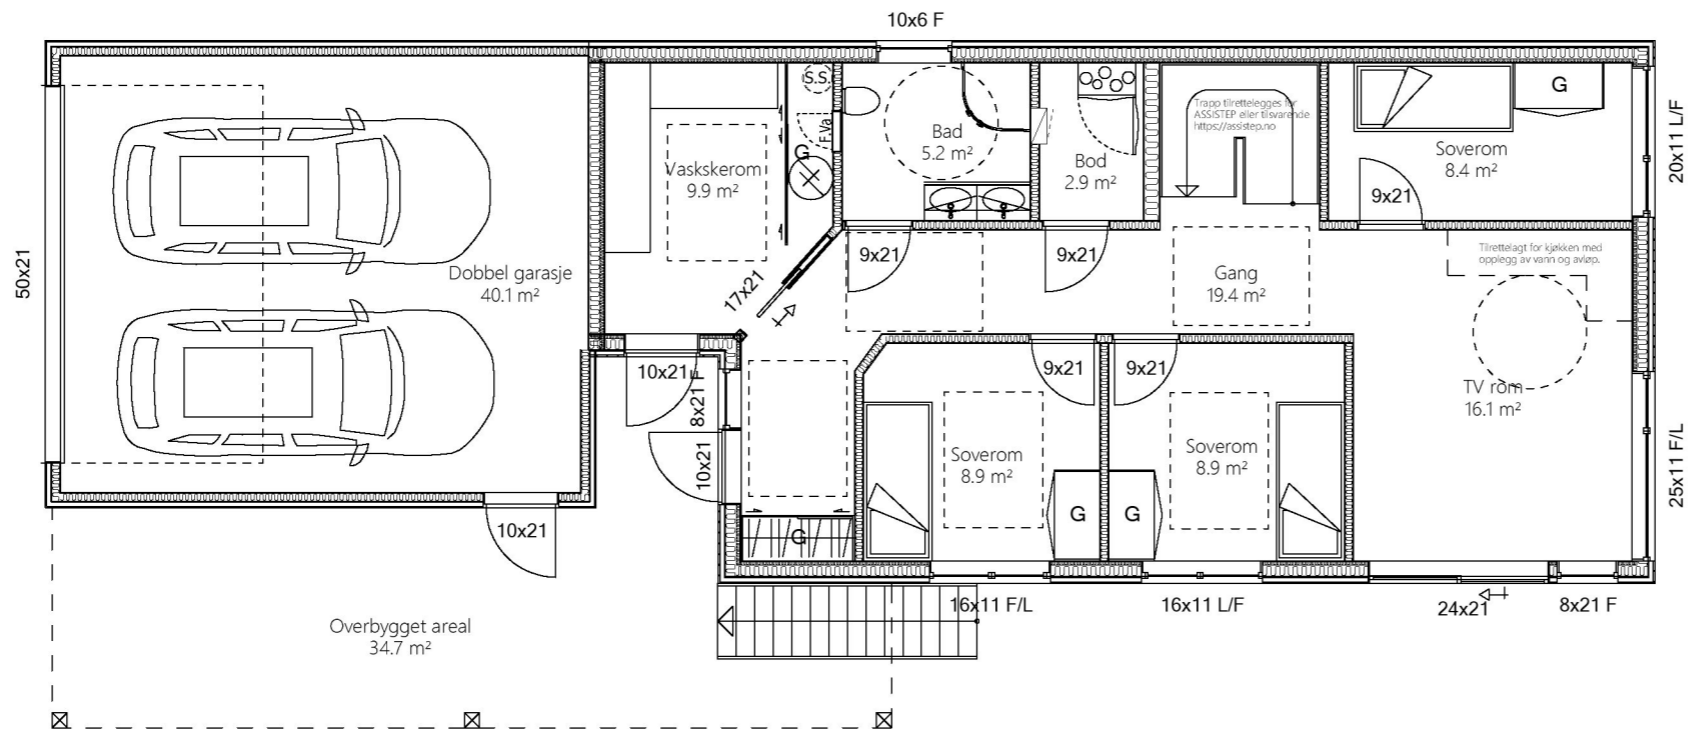 10x6 F
S.S.
Trapp tilrettelegges for
ASSISTEP eller tilsvarende
https://assistep.no
G
20x11 L/F
F.Va
Bad
5.2 m²
Bod
2.9 m²
Soverom
8.4 m²
G
Vaskskerom
9.9 m²
9x21
50x21
Dobbel garasje
40.1 m²
17x21
9x21
9x21
Gang
19.4 m²
Tilrettelagt for kjøkken med
opplegg av vann og avløp.
10x21
8x21 F
9x21
9x21
TV rom
16.1 m²
10x21
Soverom
8.9 m²
Soverom
8.9 m²
25x11 F/L
10x21
G
G
G
16x11 F/L
16x11 L/F
24x21
8x21 F
Overbygget areal
34.7 m²